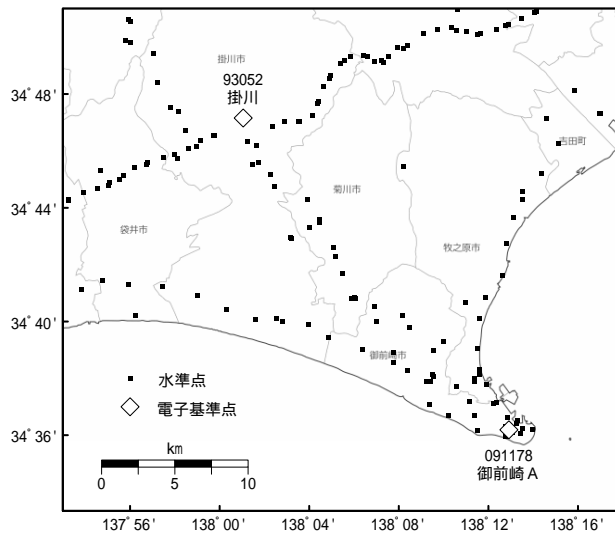 掛川市
93052
掛川
34°48'
吉田町
菊川市
34°44'
袋井市
牧之原市
34°40'
御前崎市
水準点
電子基準点
34°36'
km
0 5 10
091178
御前崎A
137°56' 138°00' 138°04' 138°08' 138°12' 138°16'